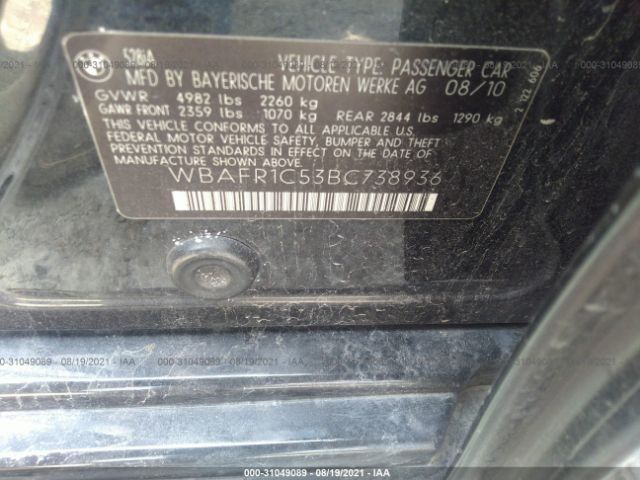 528iA VEHICLE TYPE: PASSENGER CAR
MFD BY BAYERISCHE MOTOREN WERKE AG 08/10
GVWR 4982 lbs 2260 kg
GAWR FRONT 2359 lbs 1070 kg REAR 2844 lbs 1290 kg
THIS VEHICLE CONFORMS TO ALL APPLICABLE U.S.
FEDERAL MOTOR VEHICLE SAFETY, BUMPER AND THEFT
PREVENTION STANDARDS IN EFFECT ON THE DATE OF
MANUFACTURE SHOWN ABOVE.
WBAFR1C53BC738936
000-31049089 - 08/19/2021 - IAA